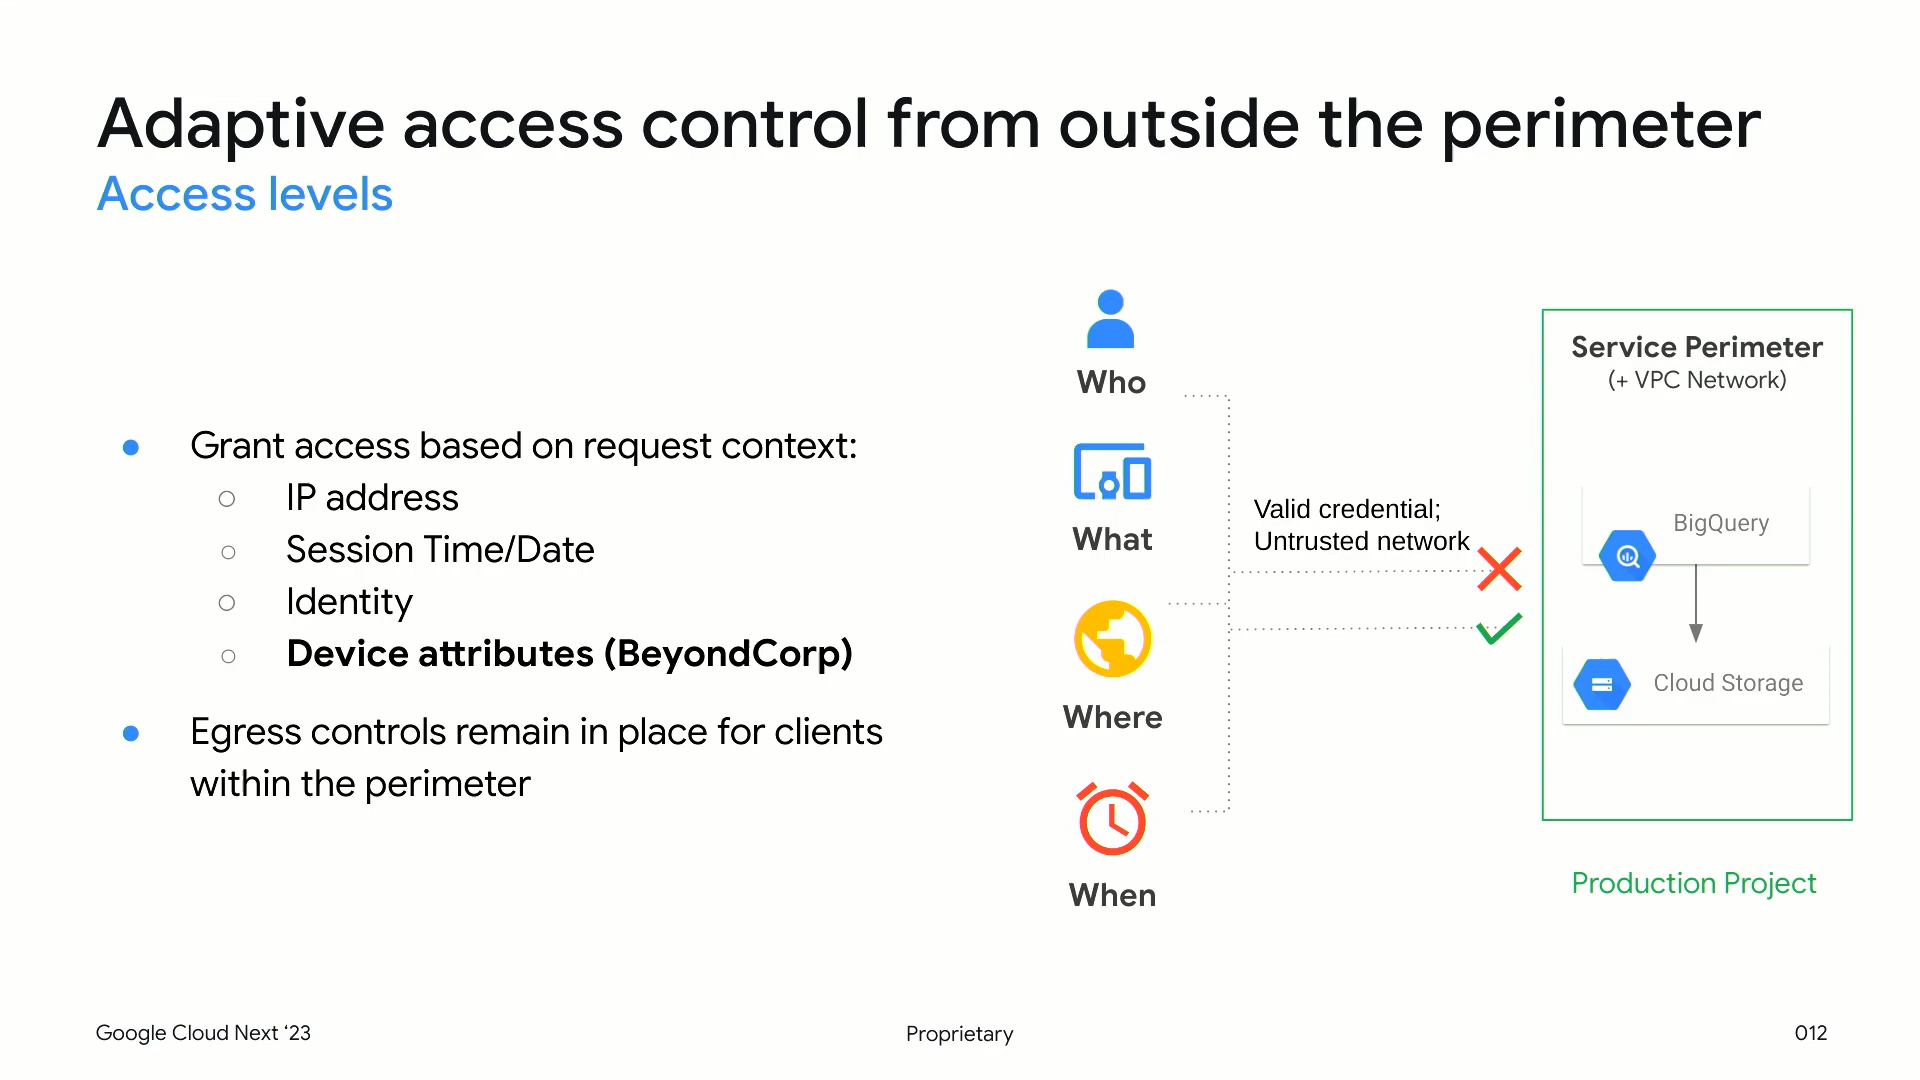 Adaptive access control from outside the perimeter
Access levels
● Grant access based on request context:
○ IP address
○ Session Time/Date
○ Identity
○ Device attributes (BeyondCorp)
● Egress controls remain in place for clients
within the perimeter
Who
What
Where
When
Valid credential;
Untrusted network
Service Perimeter
(+ VPC Network)
BigQuery
Cloud Storage
Production Project
Google Cloud Next ‘23
Proprietary
012